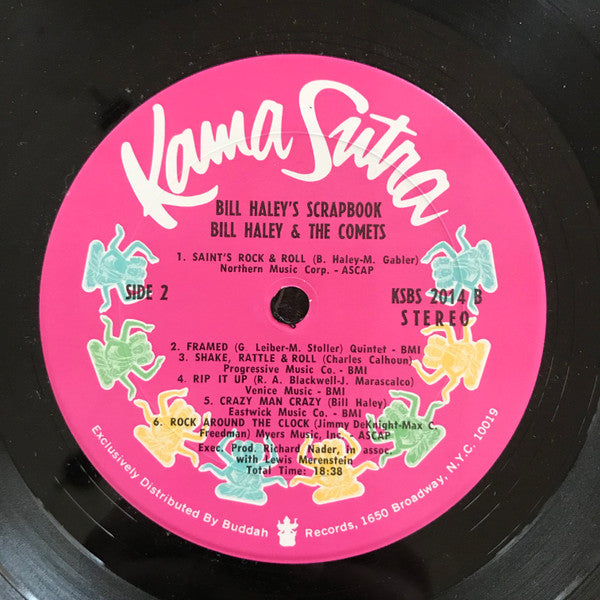 Kama Sutra
BILL HALEY'S SCRAPBOOK
BILL HALEY & THE COMETS
1. SAINT'S ROCK & ROLL (B. Haley-M. Gabler)
Northern Music Corp. - ASCAP
SIDE 2
KSBS 2014 B
STEREO
2. FRAMED (G. Leiber-M. Stoller) Quintet - BMI
3. SHAKE, RATTLE & ROLL (Charles Calhoun)
Progressive Music Co. - BMI
4. RIP IT UP (R. A. Blackwell-J. Marascalco)
Venice Music - BMI
5. CRAZY MAN CRAZY (Bill Haley)
Eastwick Music Co. - BMI
6. ROCK AROUND THE CLOCK (Jimmy DeKnight-Max C.
Freedman) Myers Music, Inc. - ASCAP
Exec. Prod. Richard Nader, in assoc.
with Lewis Merenstein
Total Time: 18:38
Exclusively Distributed By Buddah Records, 1650 Broadway, N.Y.C. 10019